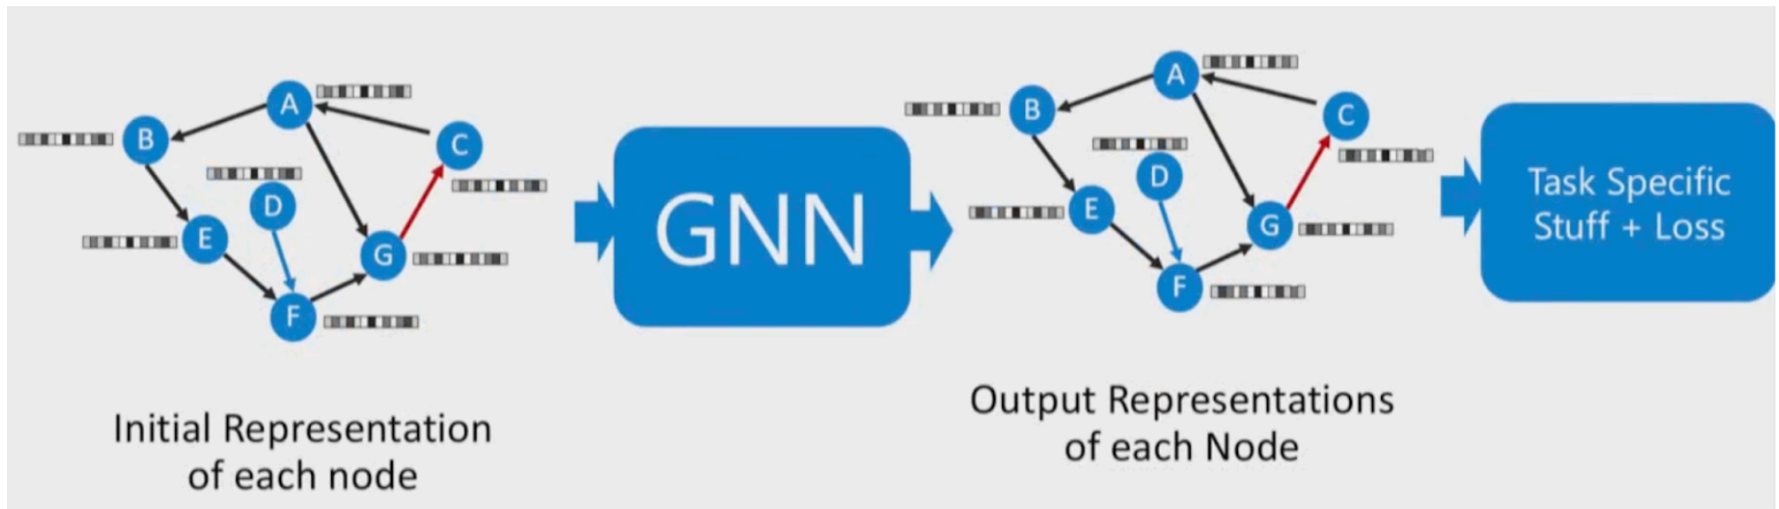 A
B
C
D
E
G
F
Initial Representation
of each node
GNN
A
B
C
D
E
G
F
Output Representations
of each Node
Task Specific
Stuff + Loss